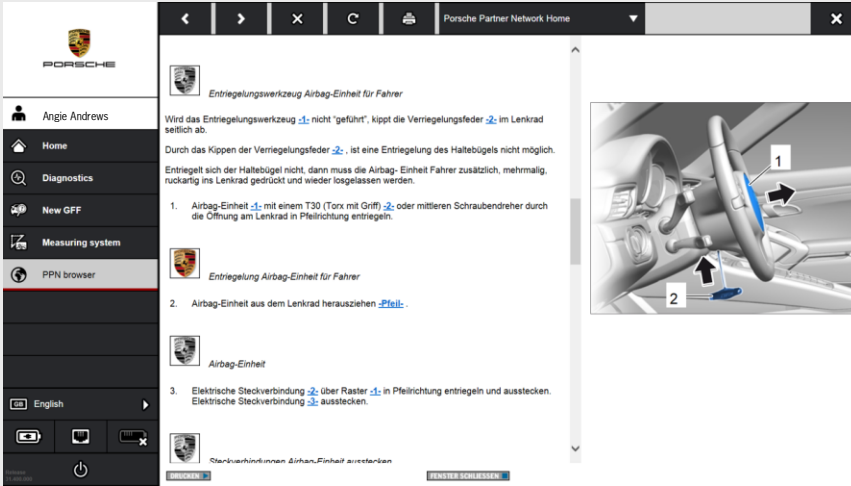 Porsche Partner Network Home
PORSCHE
Angie Andrews
Home
Diagnostics
New GFF
Measuring system
PPN browser
GB English
Entriegelungswerkzeug Airbag-Einheit für Fahrer
Wird das Entriegelungswerkzeug -1- nicht "geführt", kippt die Verriegelungsfeder -2- im Lenkrad
seitlich ab.
Durch das Kippen der Verriegelungsfeder -2- , ist eine Entriegelung des Haltebügels nicht möglich.
Entriegelt sich der Haltebügel nicht, dann muss die Airbag- Einheit Fahrer zusätzlich, mehrmalig,
ruckartig ins Lenkrad gedrückt und wieder losgelassen werden.
1. Airbag-Einheit -1- mit einem T30 (Torx mit Griff) -2- oder mittleren Schraubendreher durch
die Öffnung am Lenkrad in Pfeilrichtung entriegeln.
Entriegelung Airbag-Einheit für Fahrer
2. Airbag-Einheit aus dem Lenkrad herausziehen -Pfeil- .
Airbag-Einheit
3. Elektrische Steckverbindung -2- über Raster -1- in Pfeilrichtung entriegeln und ausstecken.
Elektrische Steckverbindung -3- ausstecken.
Steckverbindungen Airbag-Einheit ausstecken
DRUCKEN
FENSTER SCHLIESSEN
1
2